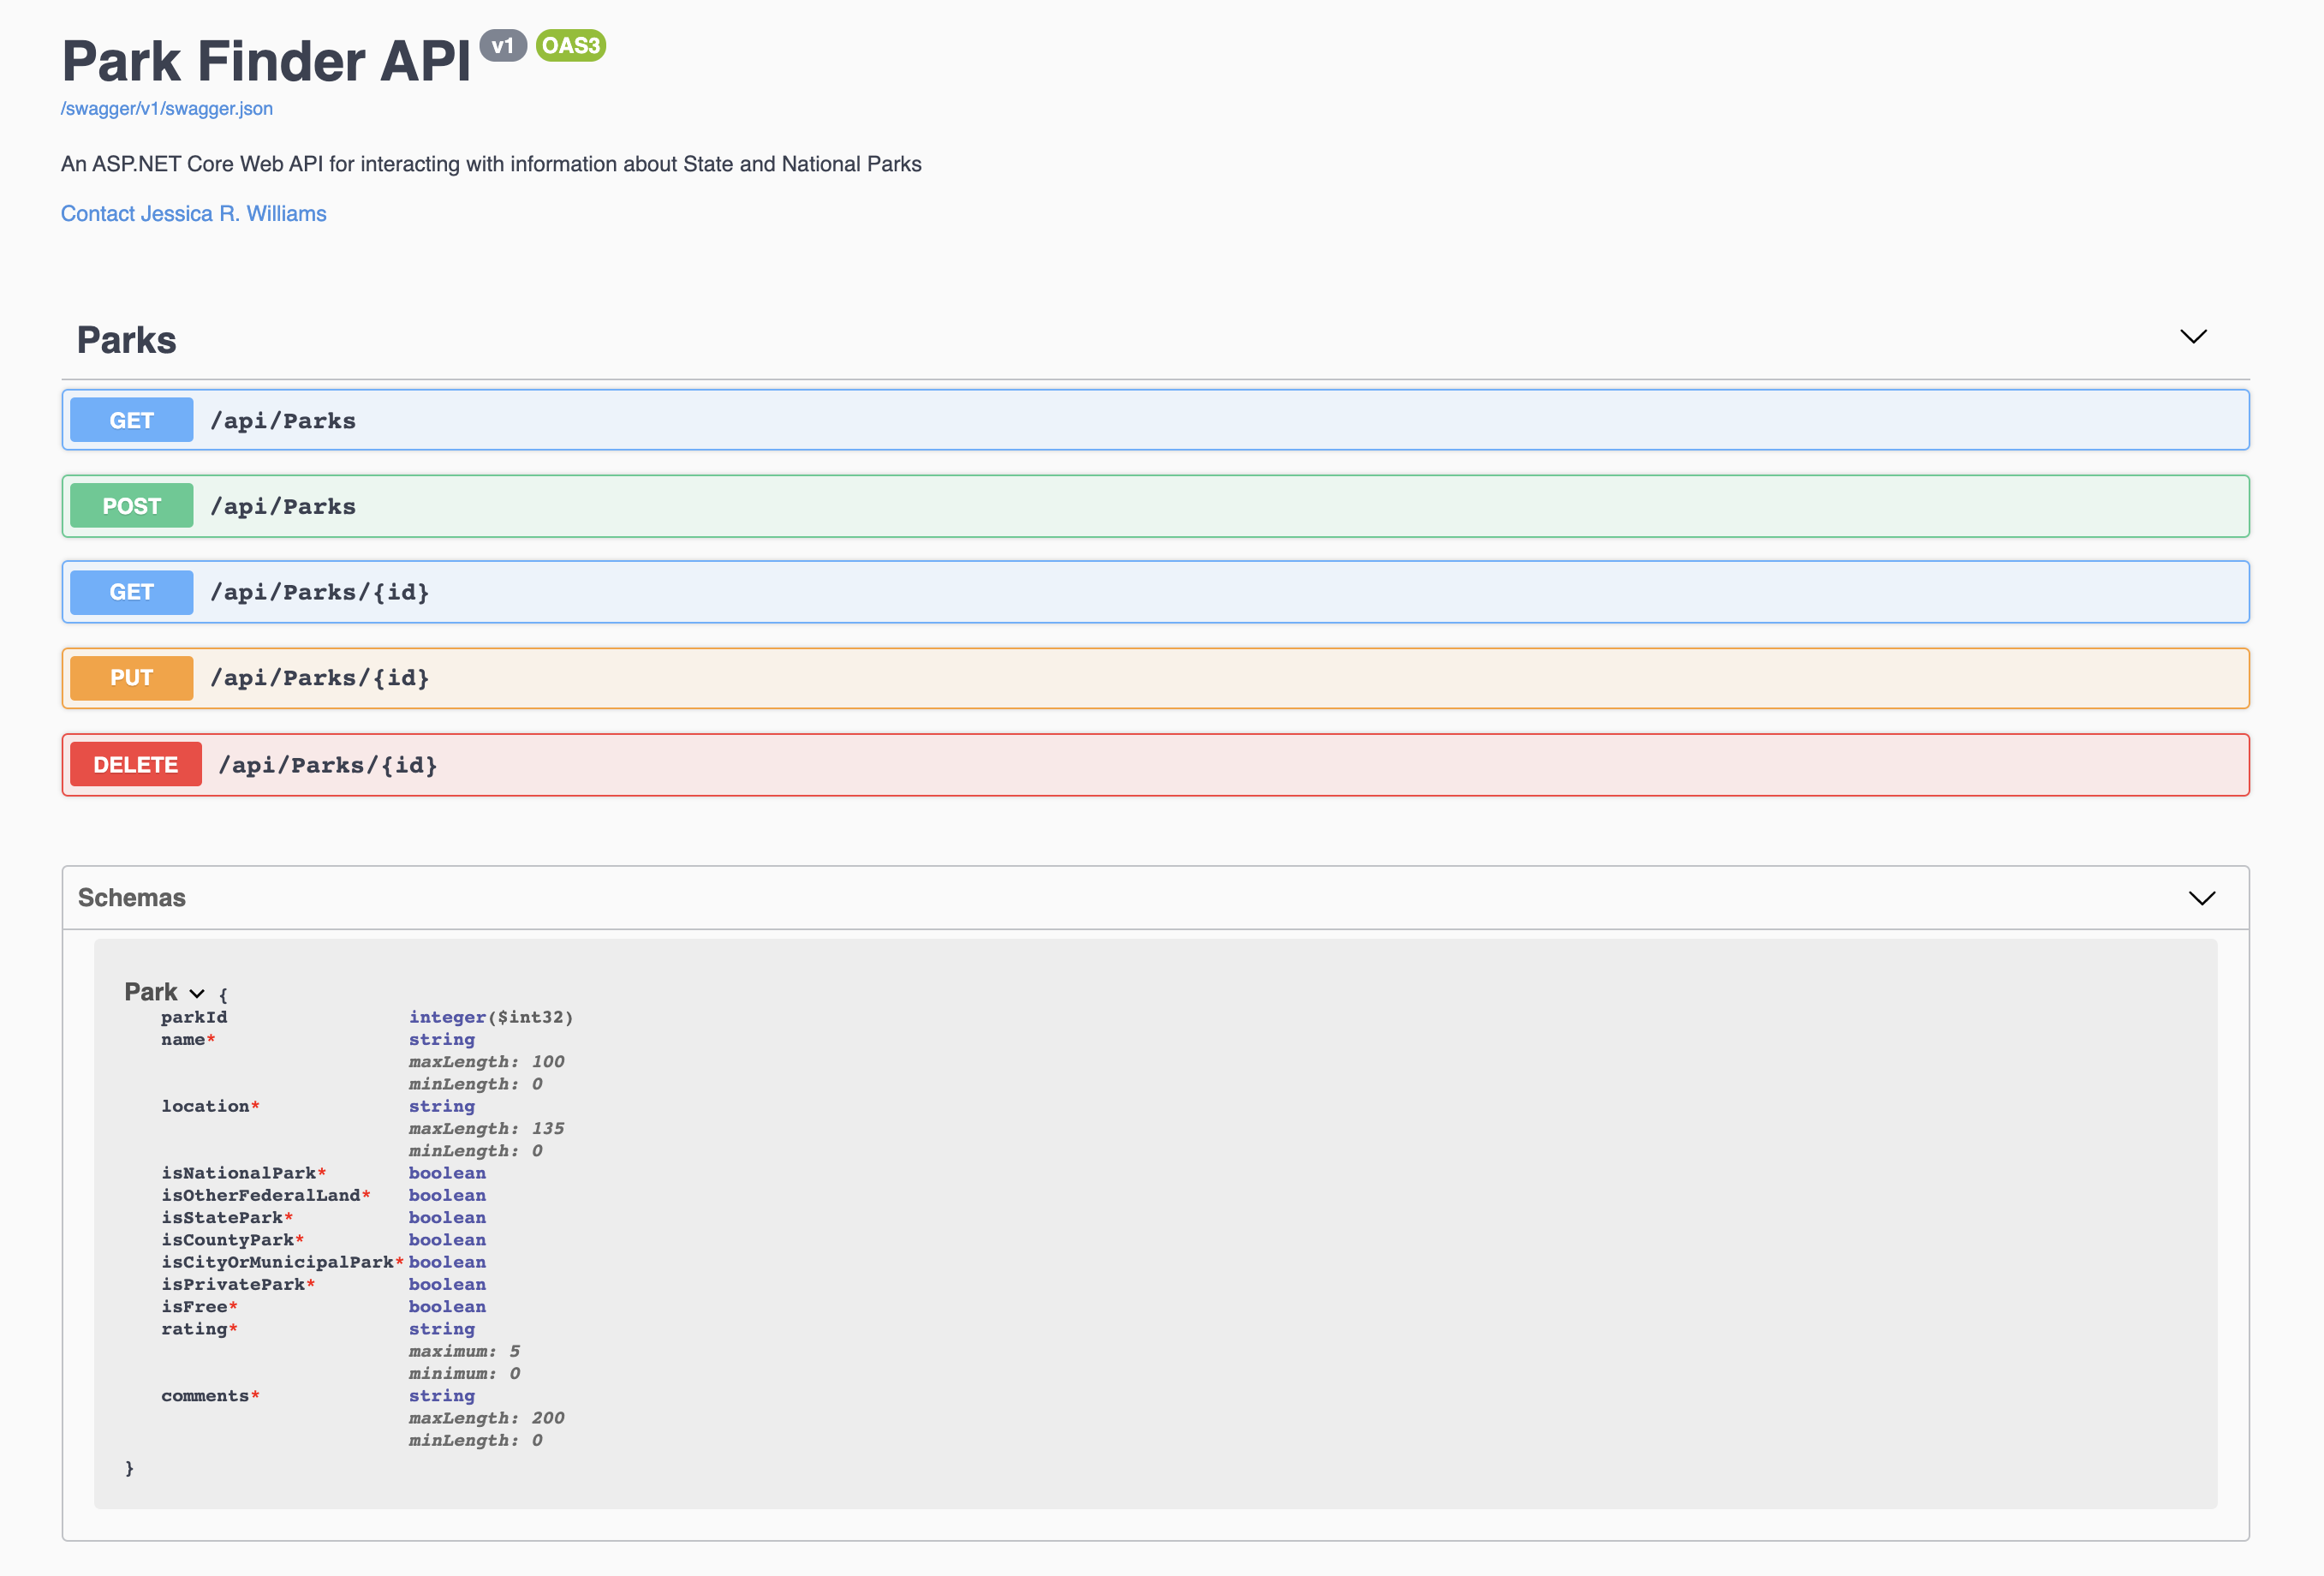 Park Finder API v1 OAS3
/swagger/v1/swagger.json
An ASP.NET Core Web API for interacting with information about State and National Parks
Contact Jessica R. Williams
Parks
GET /api/Parks
POST /api/Parks
GET /api/Parks/{id}
PUT /api/Parks/{id}
DELETE /api/Parks/{id}
Schemas
Park {
parkId integer($int32)
name* string
maxLength: 100
minLength: 0
location* string
maxLength: 135
minLength: 0
isNationalPark* boolean
isOtherFederalLand* boolean
isStatePark* boolean
isCountyPark* boolean
isCityOrMunicipalPark* boolean
isPrivatePark* boolean
isFree* boolean
rating* string
maximum: 5
minimum: 0
comments* string
maxLength: 200
minLength: 0
}